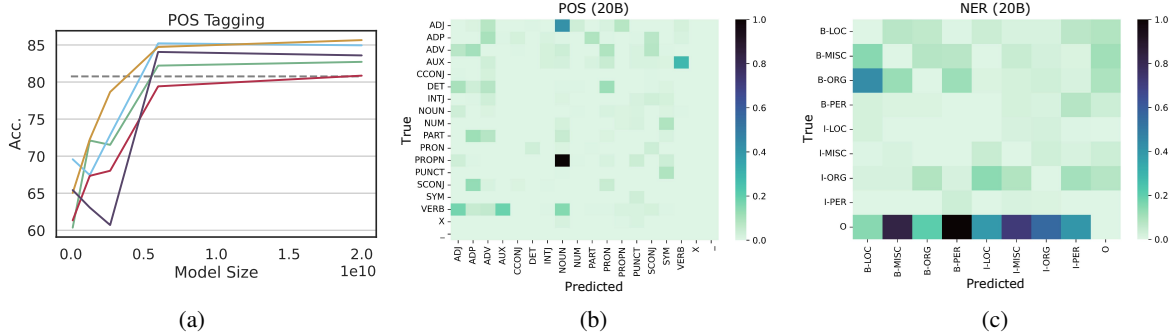 POS Tagging
Acc.
85
80
75
70
65
60
0.0
0.5
1.0
1.5
2.0
1e10
Model Size
(a)
POS (20B)
True
ADJ
ADP
ADV
AUX
CCONJ
DET
INTJ
NOUN
NUM
PART
PRON
PROPN
PUNCT
SCONJ
SYM
VERB
X
_
ADJ
ADP
ADV
AUX
CCONJ
DET
INT
NOUN
NUM
PART
PRON
PROPN
PUNCT
SCONJ
SYM
VERB
X
_
Predicted
1.0
0.8
0.6
0.4
0.2
0.0
(b)
NER (20B)
True
B-LOC
B-MISC
B-ORG
B-PER
I-LOC
I-MISC
I-ORG
I-PER
O
B-LOC
B-MISC
B-ORG
B-PER
I-LOC
I-MISC
I-ORG
I-PER
O
Predicted
1.0
0.8
0.6
0.4
0.2
0.0
(c)